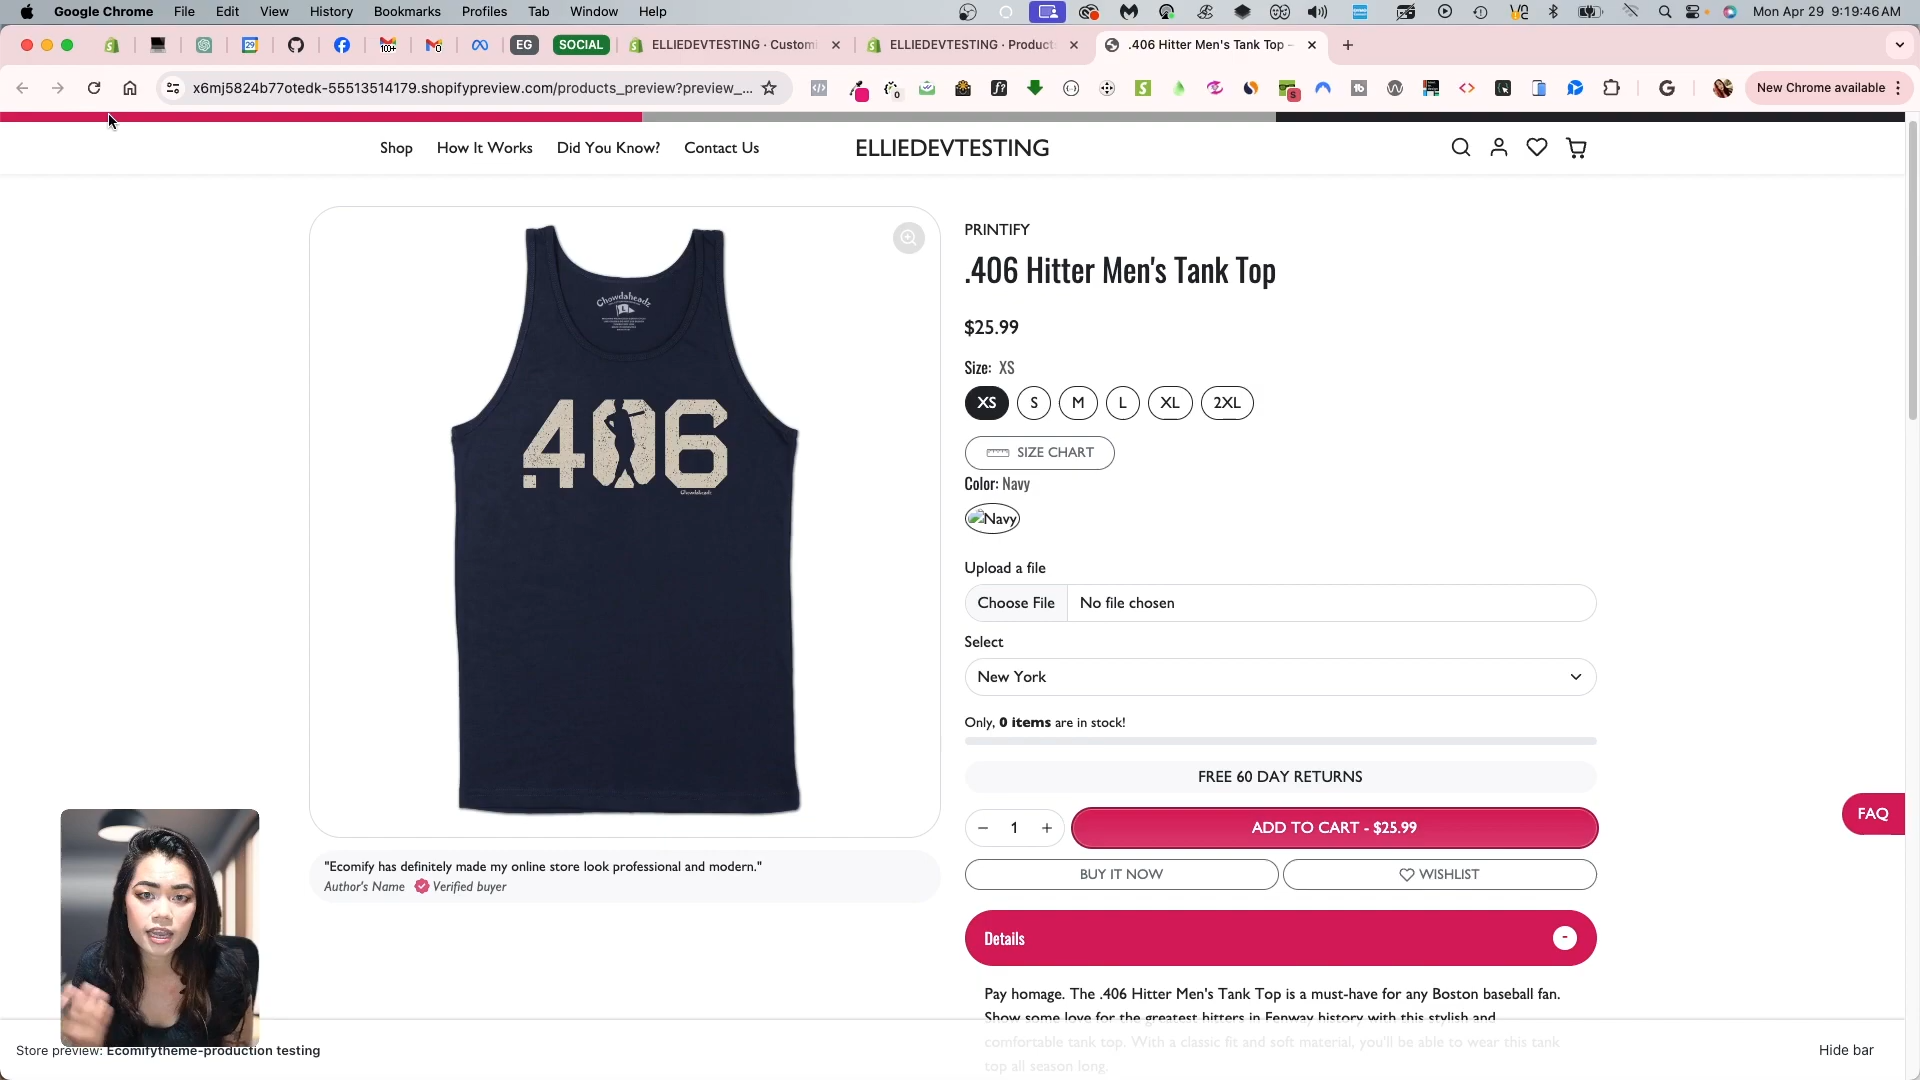 Google Chrome File Edit View History Bookmarks Profiles Tab Window Help Mon Apr 29 9:19:46 AM
EG SOCIAL ELLIEDEVTESTING · Customi ELLIEDEVTESTING · Product .406 Hitter Men's Tank Top –
x6mj5824b77otedk-55513514179.shopifypreview.com/products_preview?preview_... New Chrome available
Shop How It Works Did You Know? Contact Us ELLIEDEVTESTING
PRINTIFY
.406 Hitter Men's Tank Top
$25.99
Size: XS
XS S M L XL 2XL
SIZE CHART
Color: Navy
Navy
Upload a file
Choose File No file chosen
Select
New York
Only, 0 items are in stock!
FREE 60 DAY RETURNS
1 ADD TO CART - $25.99
BUY IT NOW WISHLIST
Details
Pay homage. The .406 Hitter Men's Tank Top is a must-have for any Boston baseball fan.
Show some love for the greatest hitters in Fenway history with this stylish and
comfortable tank top. With a classic fit and soft material, you'll be able to wear this tank
top all season long.
Chowdaheadz
L
.406
Chowdaheadz
"Ecomify has definitely made my online store look professional and modern."
Author's Name Verified buyer
FAQ
Store preview: Ecomifytheme-production testing Hide bar